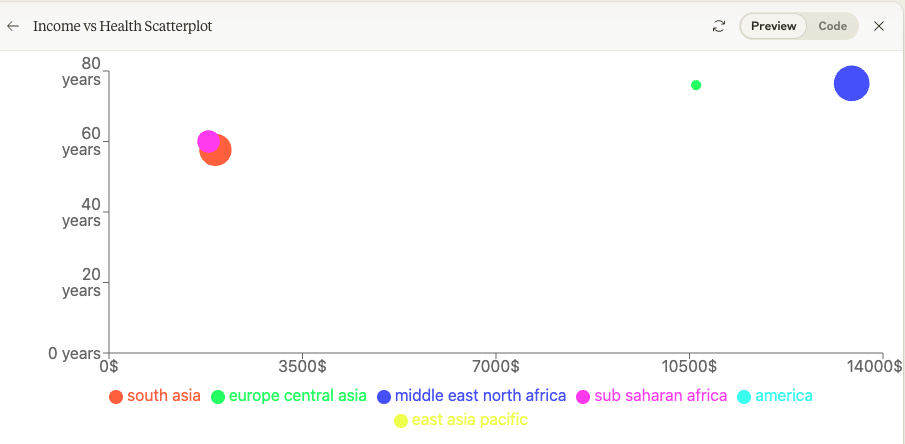 Income vs Health Scatterplot
Preview
Code
80
years
60
years
40
years
20
years
0 years
0$
3500$
7000$
10500$
14000$
south asia
europe central asia
middle east north africa
sub saharan africa
america
east asia pacific